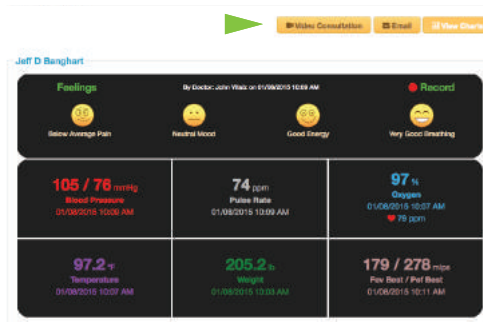 Video Consultation Email View Charts
Jeff D Banghart
Feelings By Doctor: John Vitalz on 01/08/2015 10:09 AM Record
Below Average Pain Neutral Mood Good Energy Very Good Breathing
105 / 76 mmHg 74 ppm 97 %
Blood Pressure Pulse Rate Oxygen
01/08/2015 10:06 AM 01/08/2015 10:09 AM 01/08/2015 10:07 AM
76 ppm
97.2 °F 205.2 lb 179 / 278 mlps
Temperature Weight Fev Best / Pef Best
01/08/2015 10:07 AM 01/08/2015 10:03 AM 01/08/2015 10:11 AM